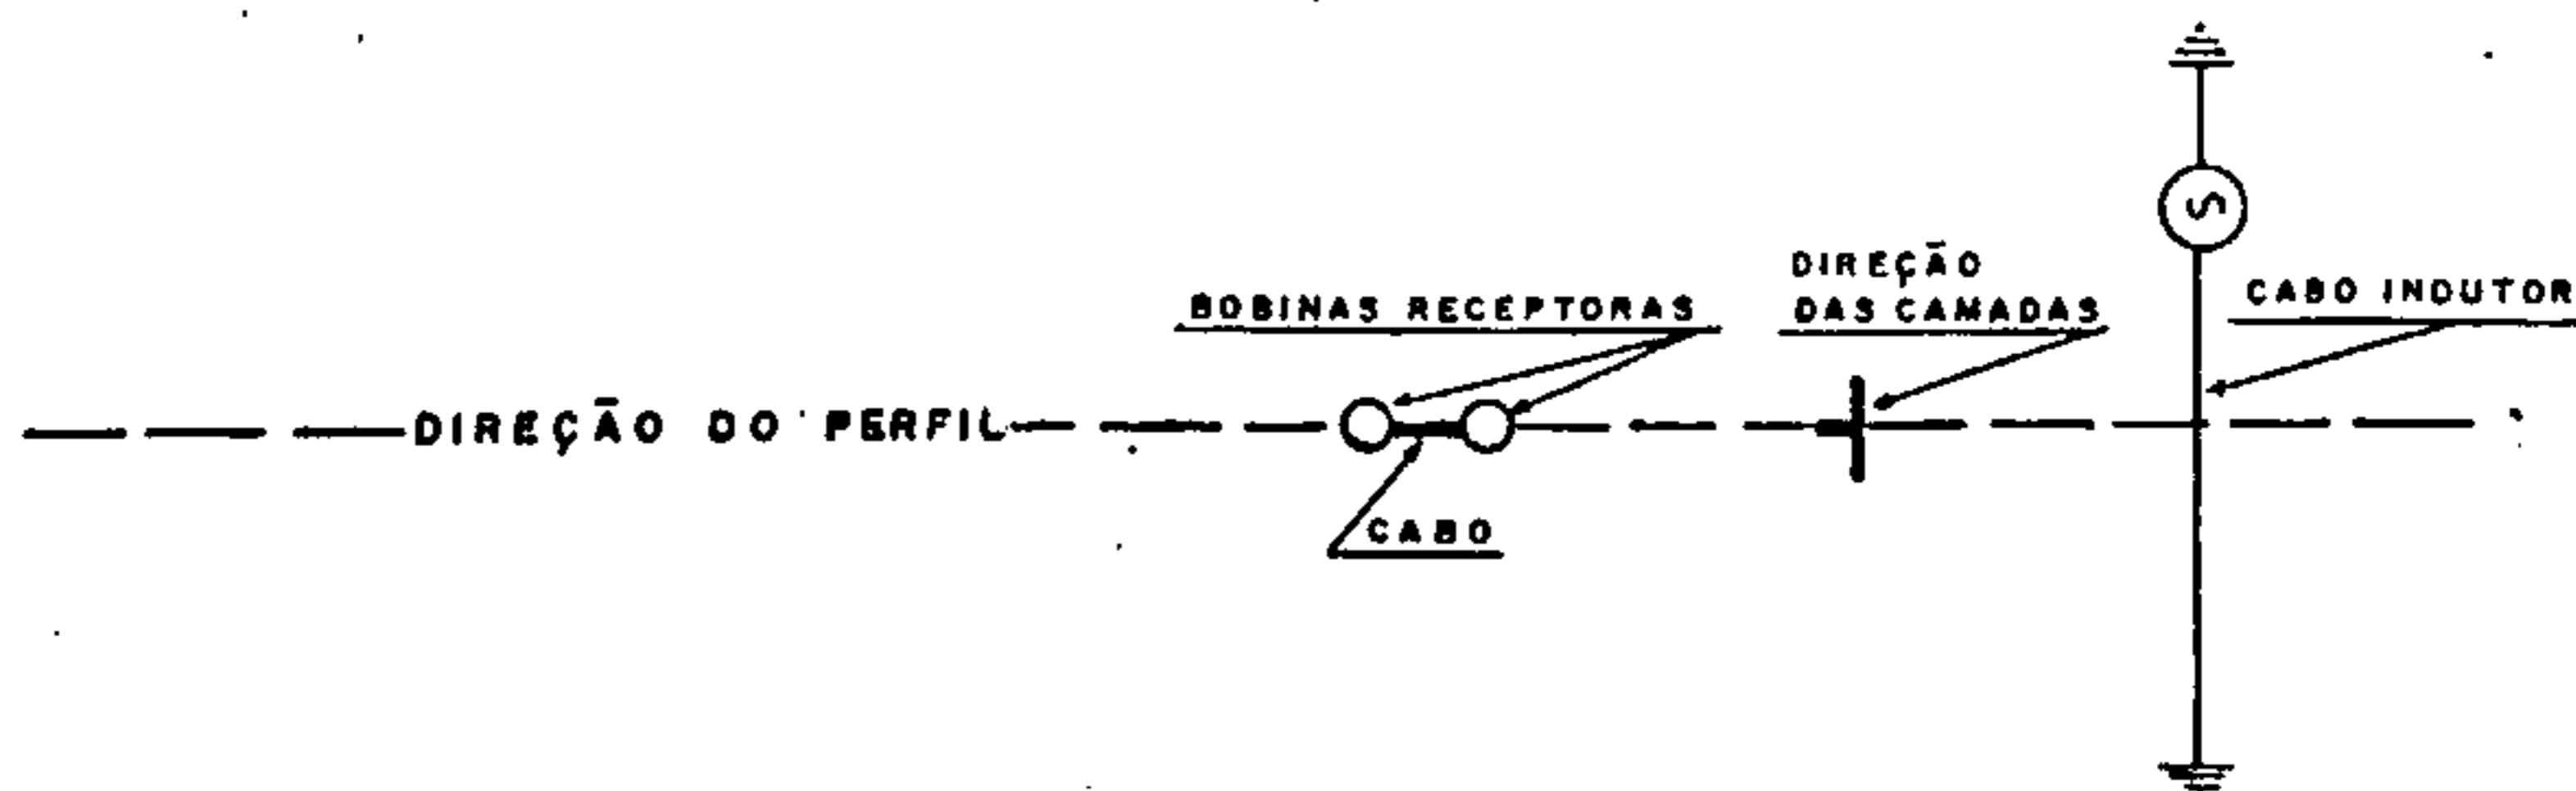 DIREÇÃO
DAS CAMADAS
CABO INDUTOR
BOBINAS RECEPTORAS
DIREÇÃO DO PERFIL
CABO